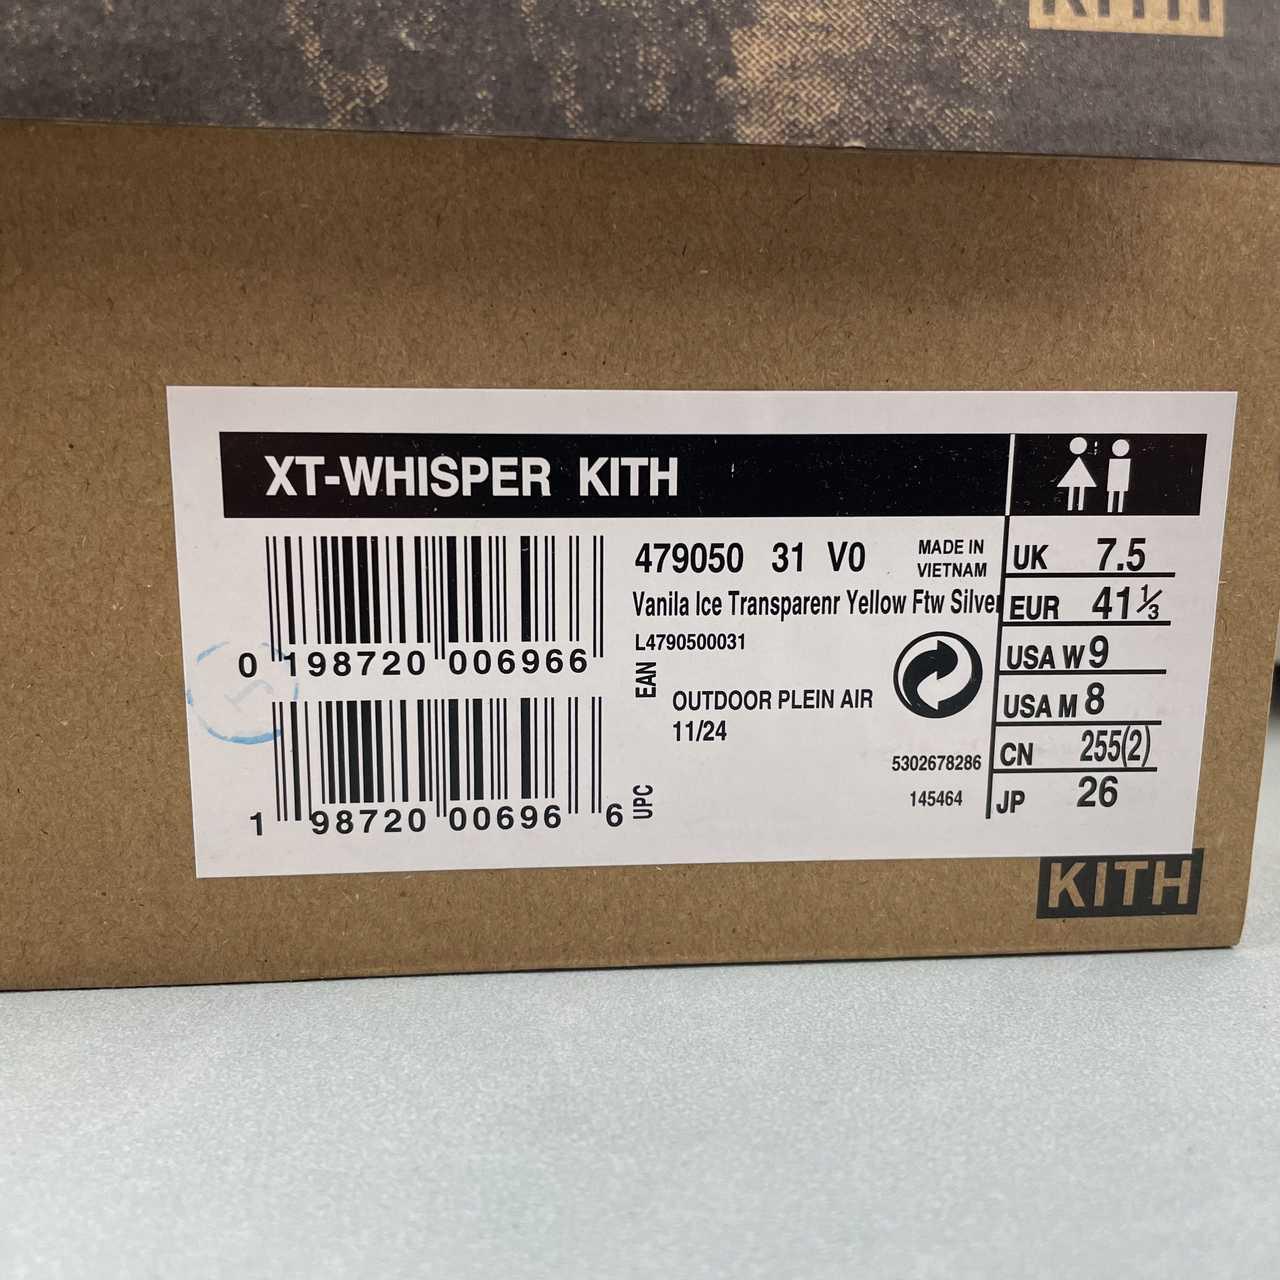 KITH
XT-WHISPER KITH
479050 31 V0
MADE IN
VIETNAM
Vanila Ice Transparenr Yellow Ftw Silver
L4790500031
0 198720 006966
EAN
OUTDOOR PLEIN AIR
11/24
5302678286
145464
1 98720 00696 6
UPC
UK 7.5
EUR 41⅓
USA W 9
USA M 8
CN 255(2)
JP 26
KITH